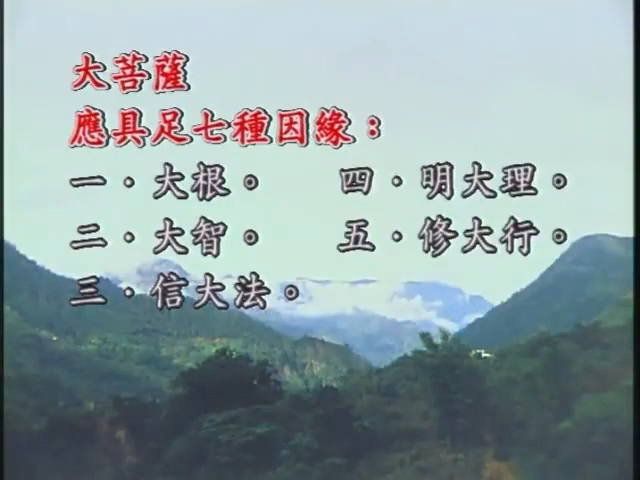 大菩薩
應具足七種因緣：
一．大根。
二．大智。
三．信大法。
四．明大理。
五．修大行。